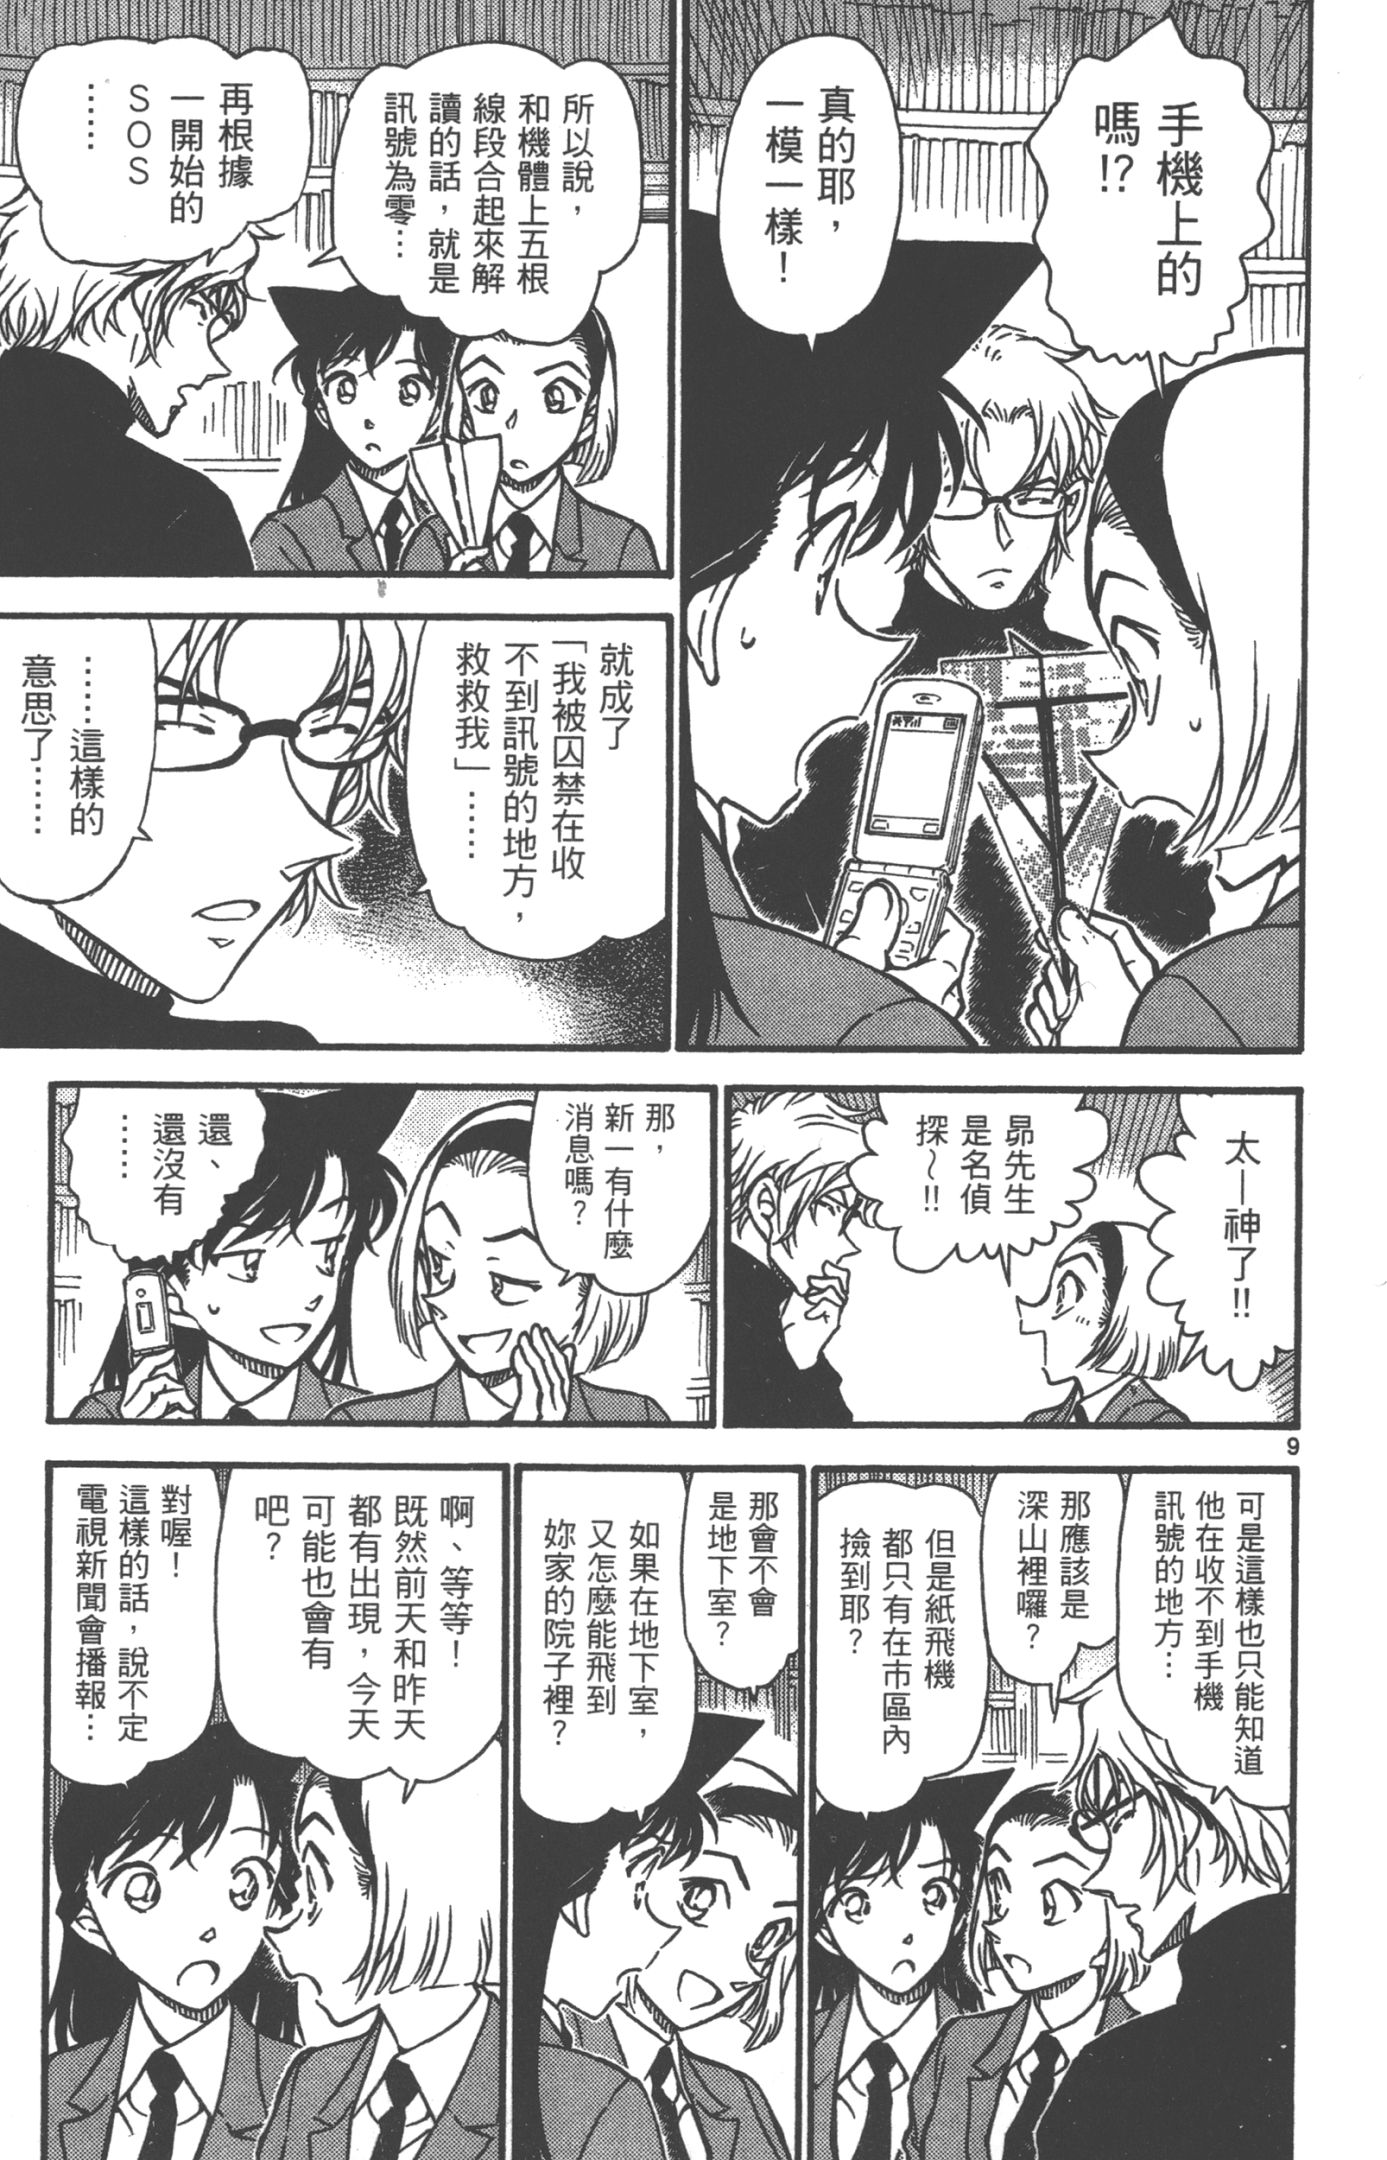 手機上的
嗎!?
真的耶，
一模一樣！
所以說，
和機體上五根
線段合起來解
讀的話，就是
訊號為零…
再根據
一開始的
SOS
……
就成了
「我被囚禁在收
不到訊號的地方，
救救我」……
……這樣的
意思了……
太—神了!!
昴先生
是名偵
探～!!
那，
新一有什麼
消息嗎？
還、
還沒有
……
9
可是這樣也只能知道
他在收不到手機
訊號的地方…
那應該是
深山裡囉？
但是紙飛機
都只有在市區內
撿到耶？
那會不會
是地下室？
如果在地下室，
又怎麼能飛到
妳家的院子裡？
啊、等等！
既然前天和昨天
都有出現，今天
可能也會有
吧？
對喔！
這樣的話，說不定
電視新聞會播報…